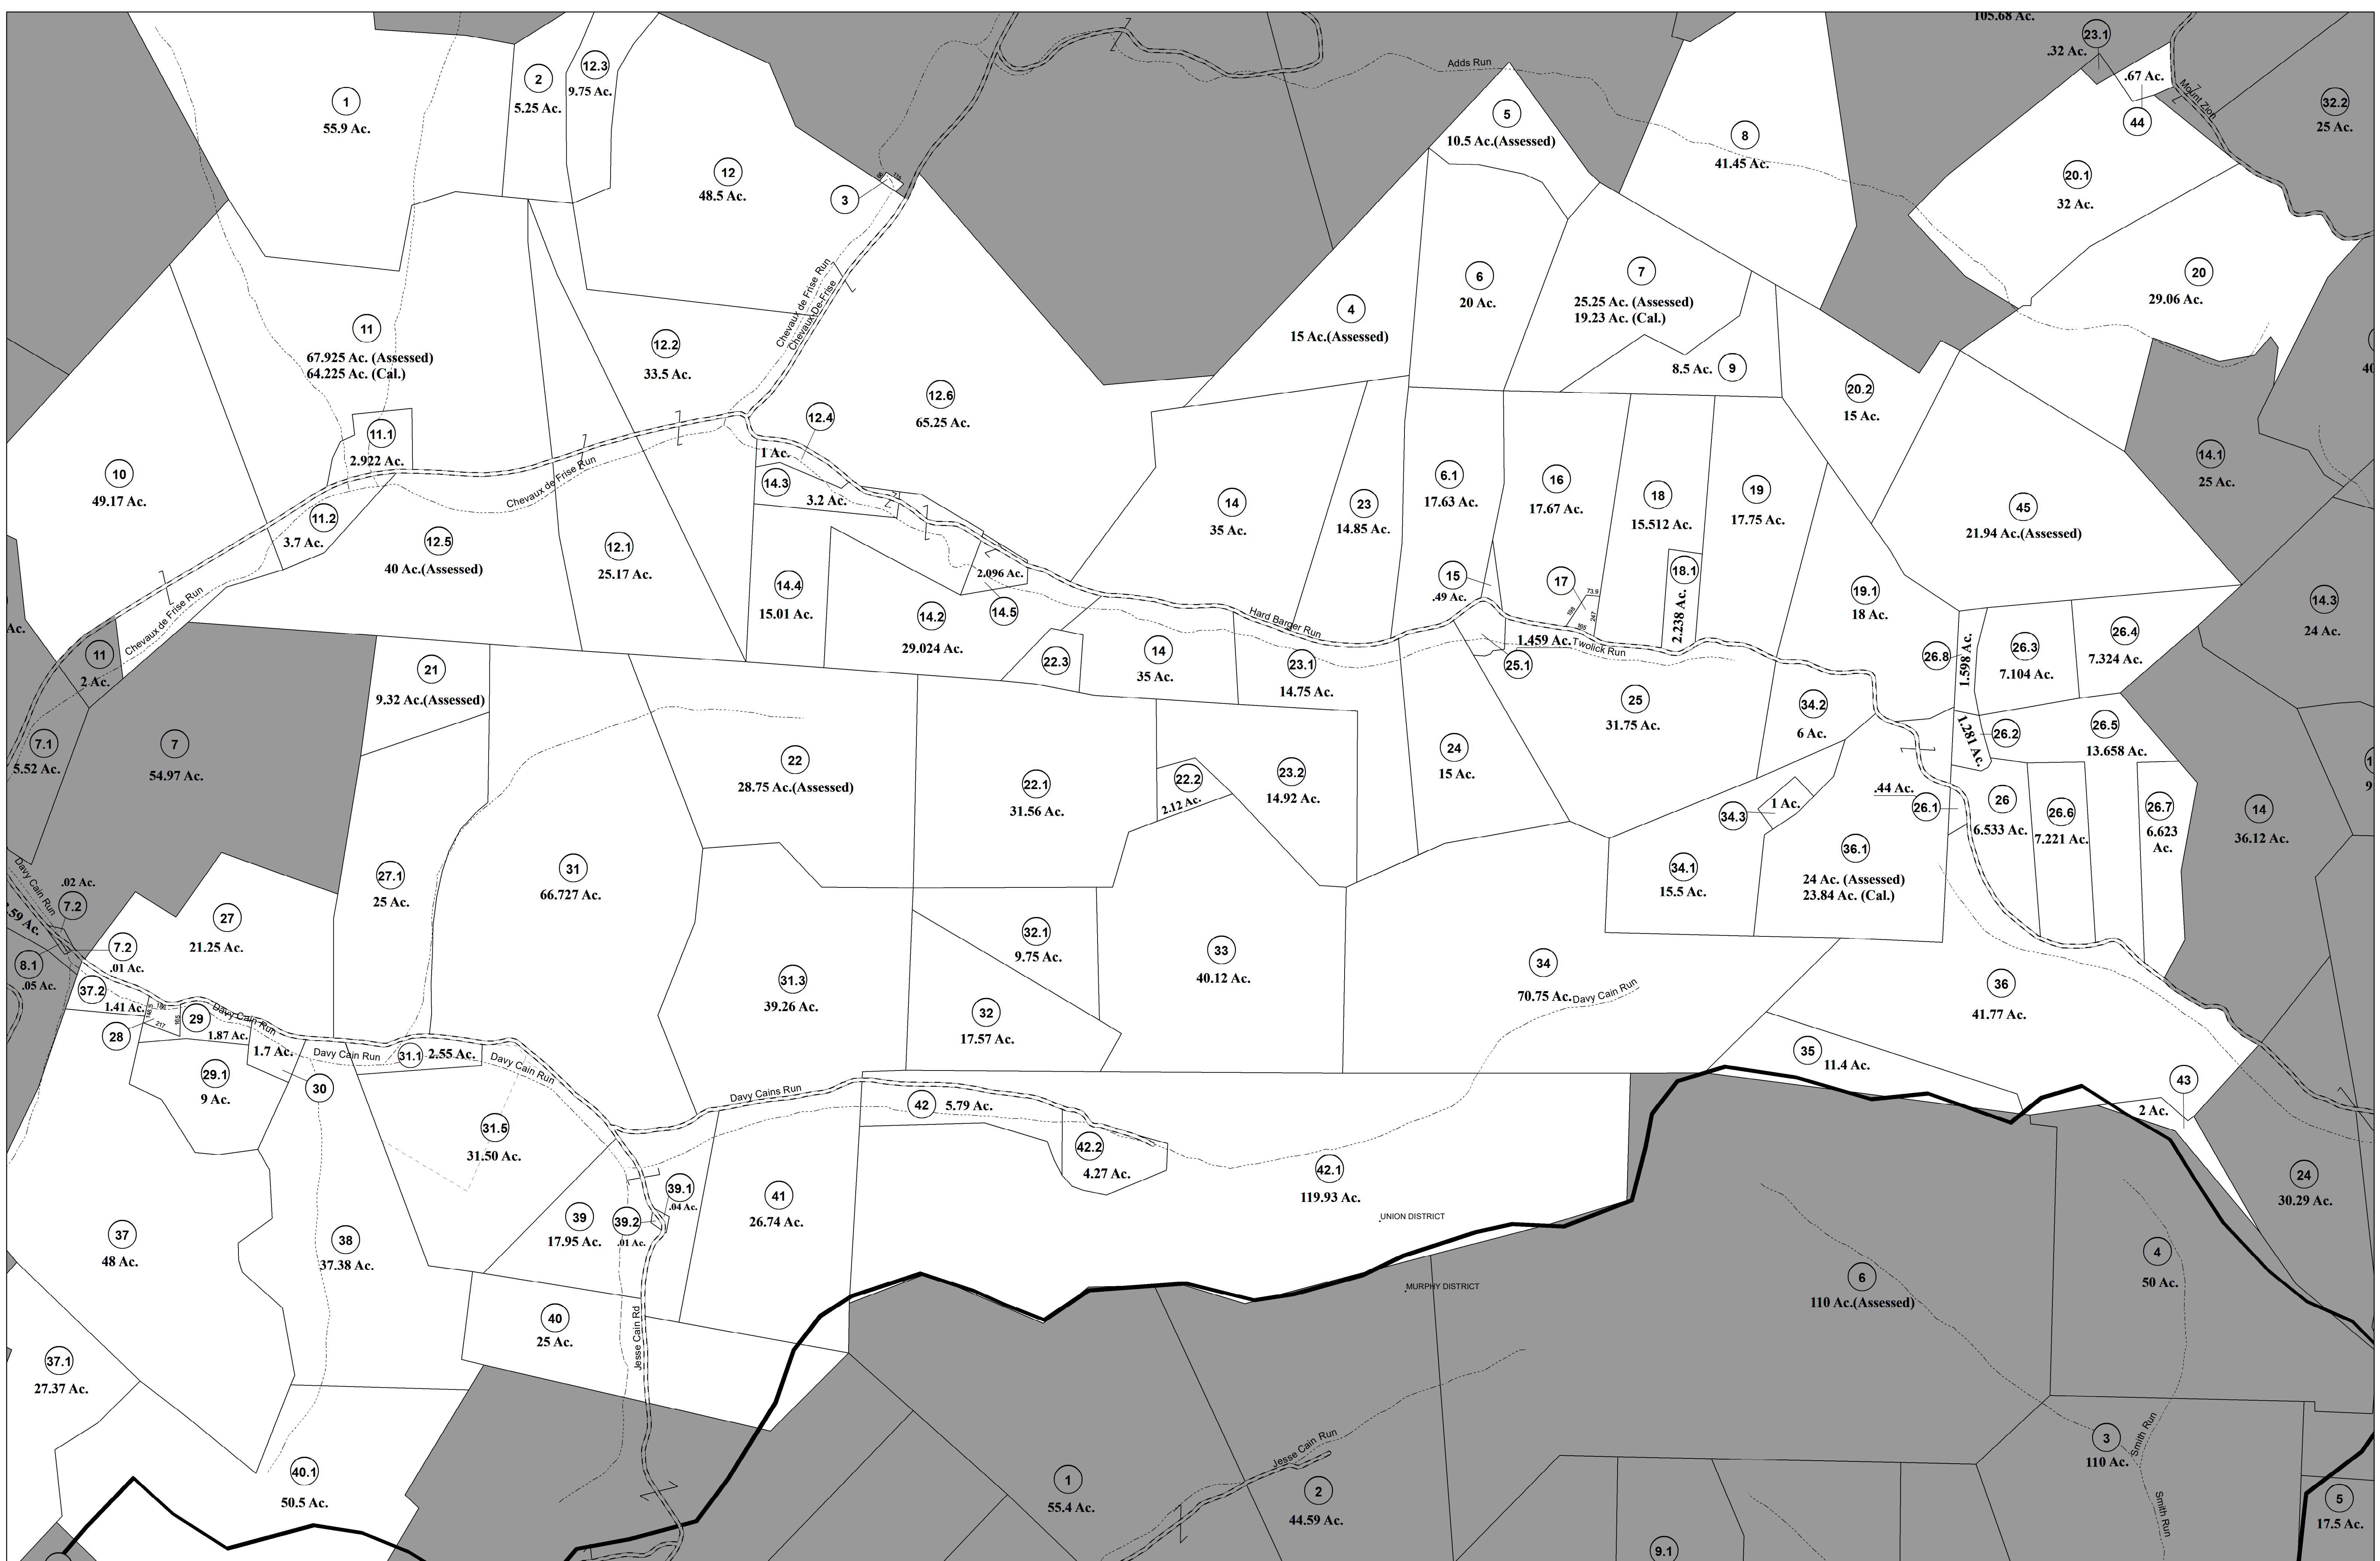 105.68 Ac.
23.1
.32 Ac.
.67 Ac.
44
Mount Zion
32.2
25 Ac.
1
55.9 Ac.
2
5.25 Ac.
12.3
9.75 Ac.
12
48.5 Ac.
3
Adds Run
5
10.5 Ac.(Assessed)
8
41.45 Ac.
20.1
32 Ac.
20
29.06 Ac.
11
67.925 Ac. (Assessed)
64.225 Ac. (Cal.)
12.2
33.5 Ac.
Chevaux de Frise Run
Chevaux-De-Frise
4
15 Ac.(Assessed)
6
20 Ac.
7
25.25 Ac. (Assessed)
19.23 Ac. (Cal.)
8.5 Ac.
9
20.2
15 Ac.
12.6
65.25 Ac.
12.4
1 Ac.
14.3
3.2 Ac.
11.1
2.922 Ac.
10
49.17 Ac.
11.2
3.7 Ac.
12.5
40 Ac.(Assessed)
Chevaux de Frise Run
12.1
25.17 Ac.
14.4
15.01 Ac.
14.2
29.024 Ac.
2.096 Ac.
14.5
14
35 Ac.
23
14.85 Ac.
6.1
17.63 Ac.
16
17.67 Ac.
18
15.512 Ac.
19
17.75 Ac.
45
21.94 Ac.(Assessed)
14.1
25 Ac.
14.3
24 Ac.
15
.49 Ac.
17
73.9
198
247
165
18.1
2.238 Ac.
19.1
18 Ac.
Hard Barger Run
1.459 Ac.
Twolick Run
25.1
Chevaux de Frise Run
Ac.
11
2 Ac.
21
9.32 Ac.(Assessed)
22.3
14
35 Ac.
23.1
14.75 Ac.
25
31.75 Ac.
34.2
6 Ac.
26.8
1.598 Ac.
26.3
7.104 Ac.
26.4
7.324 Ac.
26.2
1.281 Ac.
26.5
13.658 Ac.
7.1
5.52 Ac.
7
54.97 Ac.
22
28.75 Ac.(Assessed)
22.1
31.56 Ac.
22.2
2.12 Ac.
23.2
14.92 Ac.
24
15 Ac.
34.3
1 Ac.
.44 Ac.
26.1
26
6.533 Ac.
26.6
7.221 Ac.
26.7
6.623
Ac.
14
36.12 Ac.
Davy Cain Run
.02 Ac.
7.2
.59 Ac.
27
21.25 Ac.
27.1
25 Ac.
31
66.727 Ac.
34.1
15.5 Ac.
36.1
24 Ac. (Assessed)
23.84 Ac. (Cal.)
8.1
.05 Ac.
7.2
.01 Ac.
37.2
1.41 Ac.
28
217
165
29
1.87 Ac.
Davy Cain Run
31.3
39.26 Ac.
32.1
9.75 Ac.
32
17.57 Ac.
33
40.12 Ac.
34
70.75 Ac.
Davy Cain Run
36
41.77 Ac.
35
11.4 Ac.
43
2 Ac.
1.7 Ac.
30
29.1
9 Ac.
Davy Cain Run
31.1
2.55 Ac.
Davy Cain Run
Davy Cains Run
42
5.79 Ac.
42.2
4.27 Ac.
42.1
119.93 Ac.
31.5
31.50 Ac.
39
17.95 Ac.
39.1
.04 Ac.
39.2
.01 Ac.
41
26.74 Ac.
UNION DISTRICT
MURPHY DISTRICT
24
30.29 Ac.
4
50 Ac.
6
110 Ac.(Assessed)
37
48 Ac.
38
37.38 Ac.
40
25 Ac.
Jesse Cain Rd
37.1
27.37 Ac.
40.1
50.5 Ac.
1
55.4 Ac.
Jesse Cain Run
2
44.59 Ac.
3
110 Ac.
Smith Run
Smith Run
5
17.5 Ac.
9.1